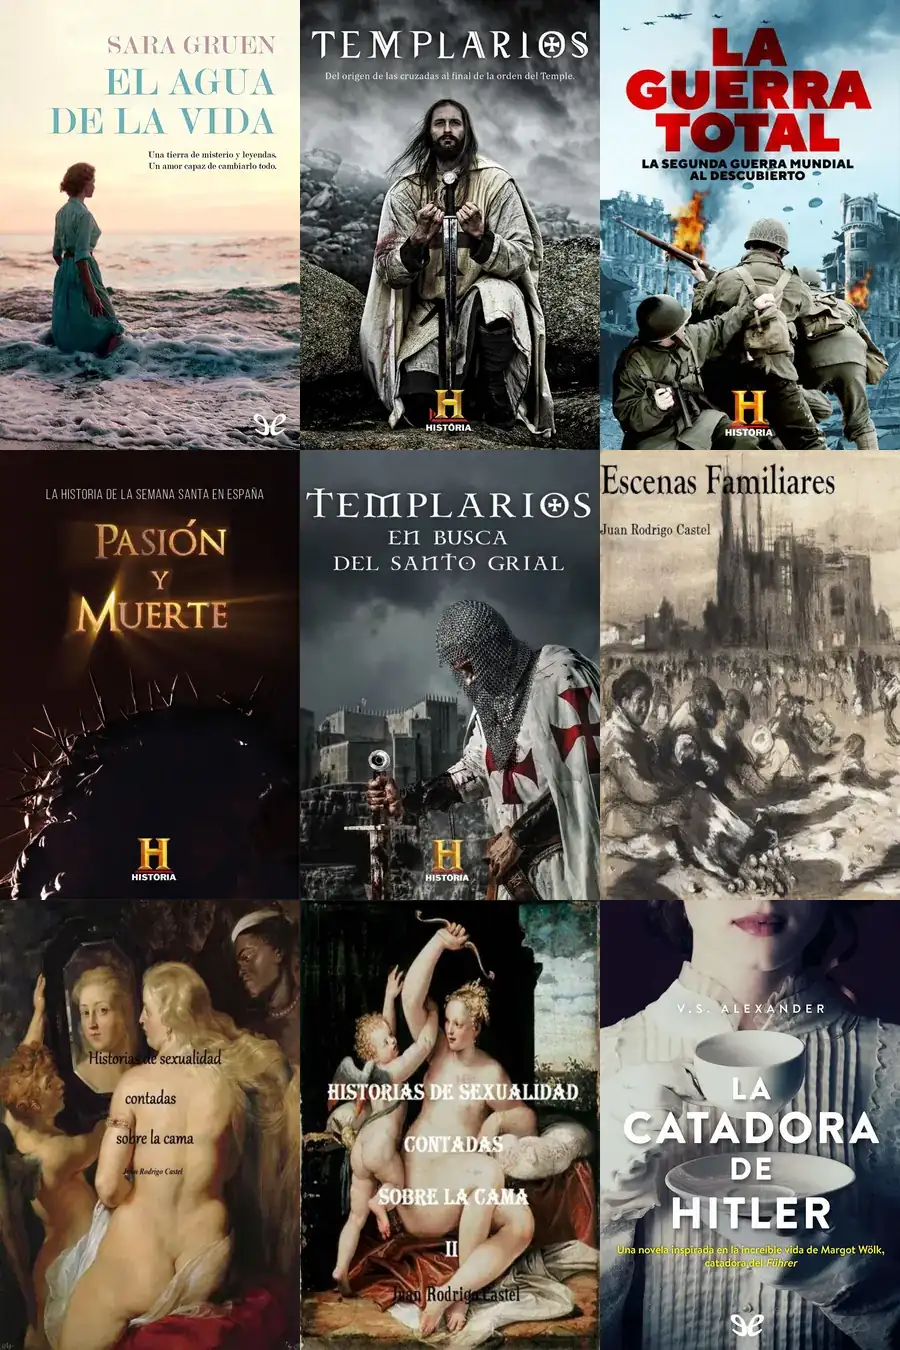 SARA GRUEN
EL AGUA
DE LA VIDA
Una tierra de misterio y leyendas.
Un amor capaz de cambiarlo todo.
TEMPLARIOS
Del origen de las cruzadas al final de la orden del Temple.
H
HISTORIA
LA
GUERRA
TOTAL
LA SEGUNDA GUERRA MUNDIAL
AL DESCUBIERTO
H
HISTORIA
LA HISTORIA DE LA SEMANA SANTA EN ESPAÑA
PASIÓN
Y
MUERTE
H
HISTORIA
TEMPLARIOS
EN BUSCA
DEL SANTO GRIAL
H
HISTORIA
Escenas Familiares
Juan Rodrigo Castel
Historias de sexualidad
contadas
sobre la cama
Juan Rodrigo Castel
HISTORIAS DE SEXUALIDAD
CONTADAS
SOBRE LA CAMA
II
Juan Rodrigo Castel
V.S. ALEXANDER
LA
CATADORA
DE
HITLER
Una novela inspirada en la increíble vida de Margot Wölk,
catadora del Führer